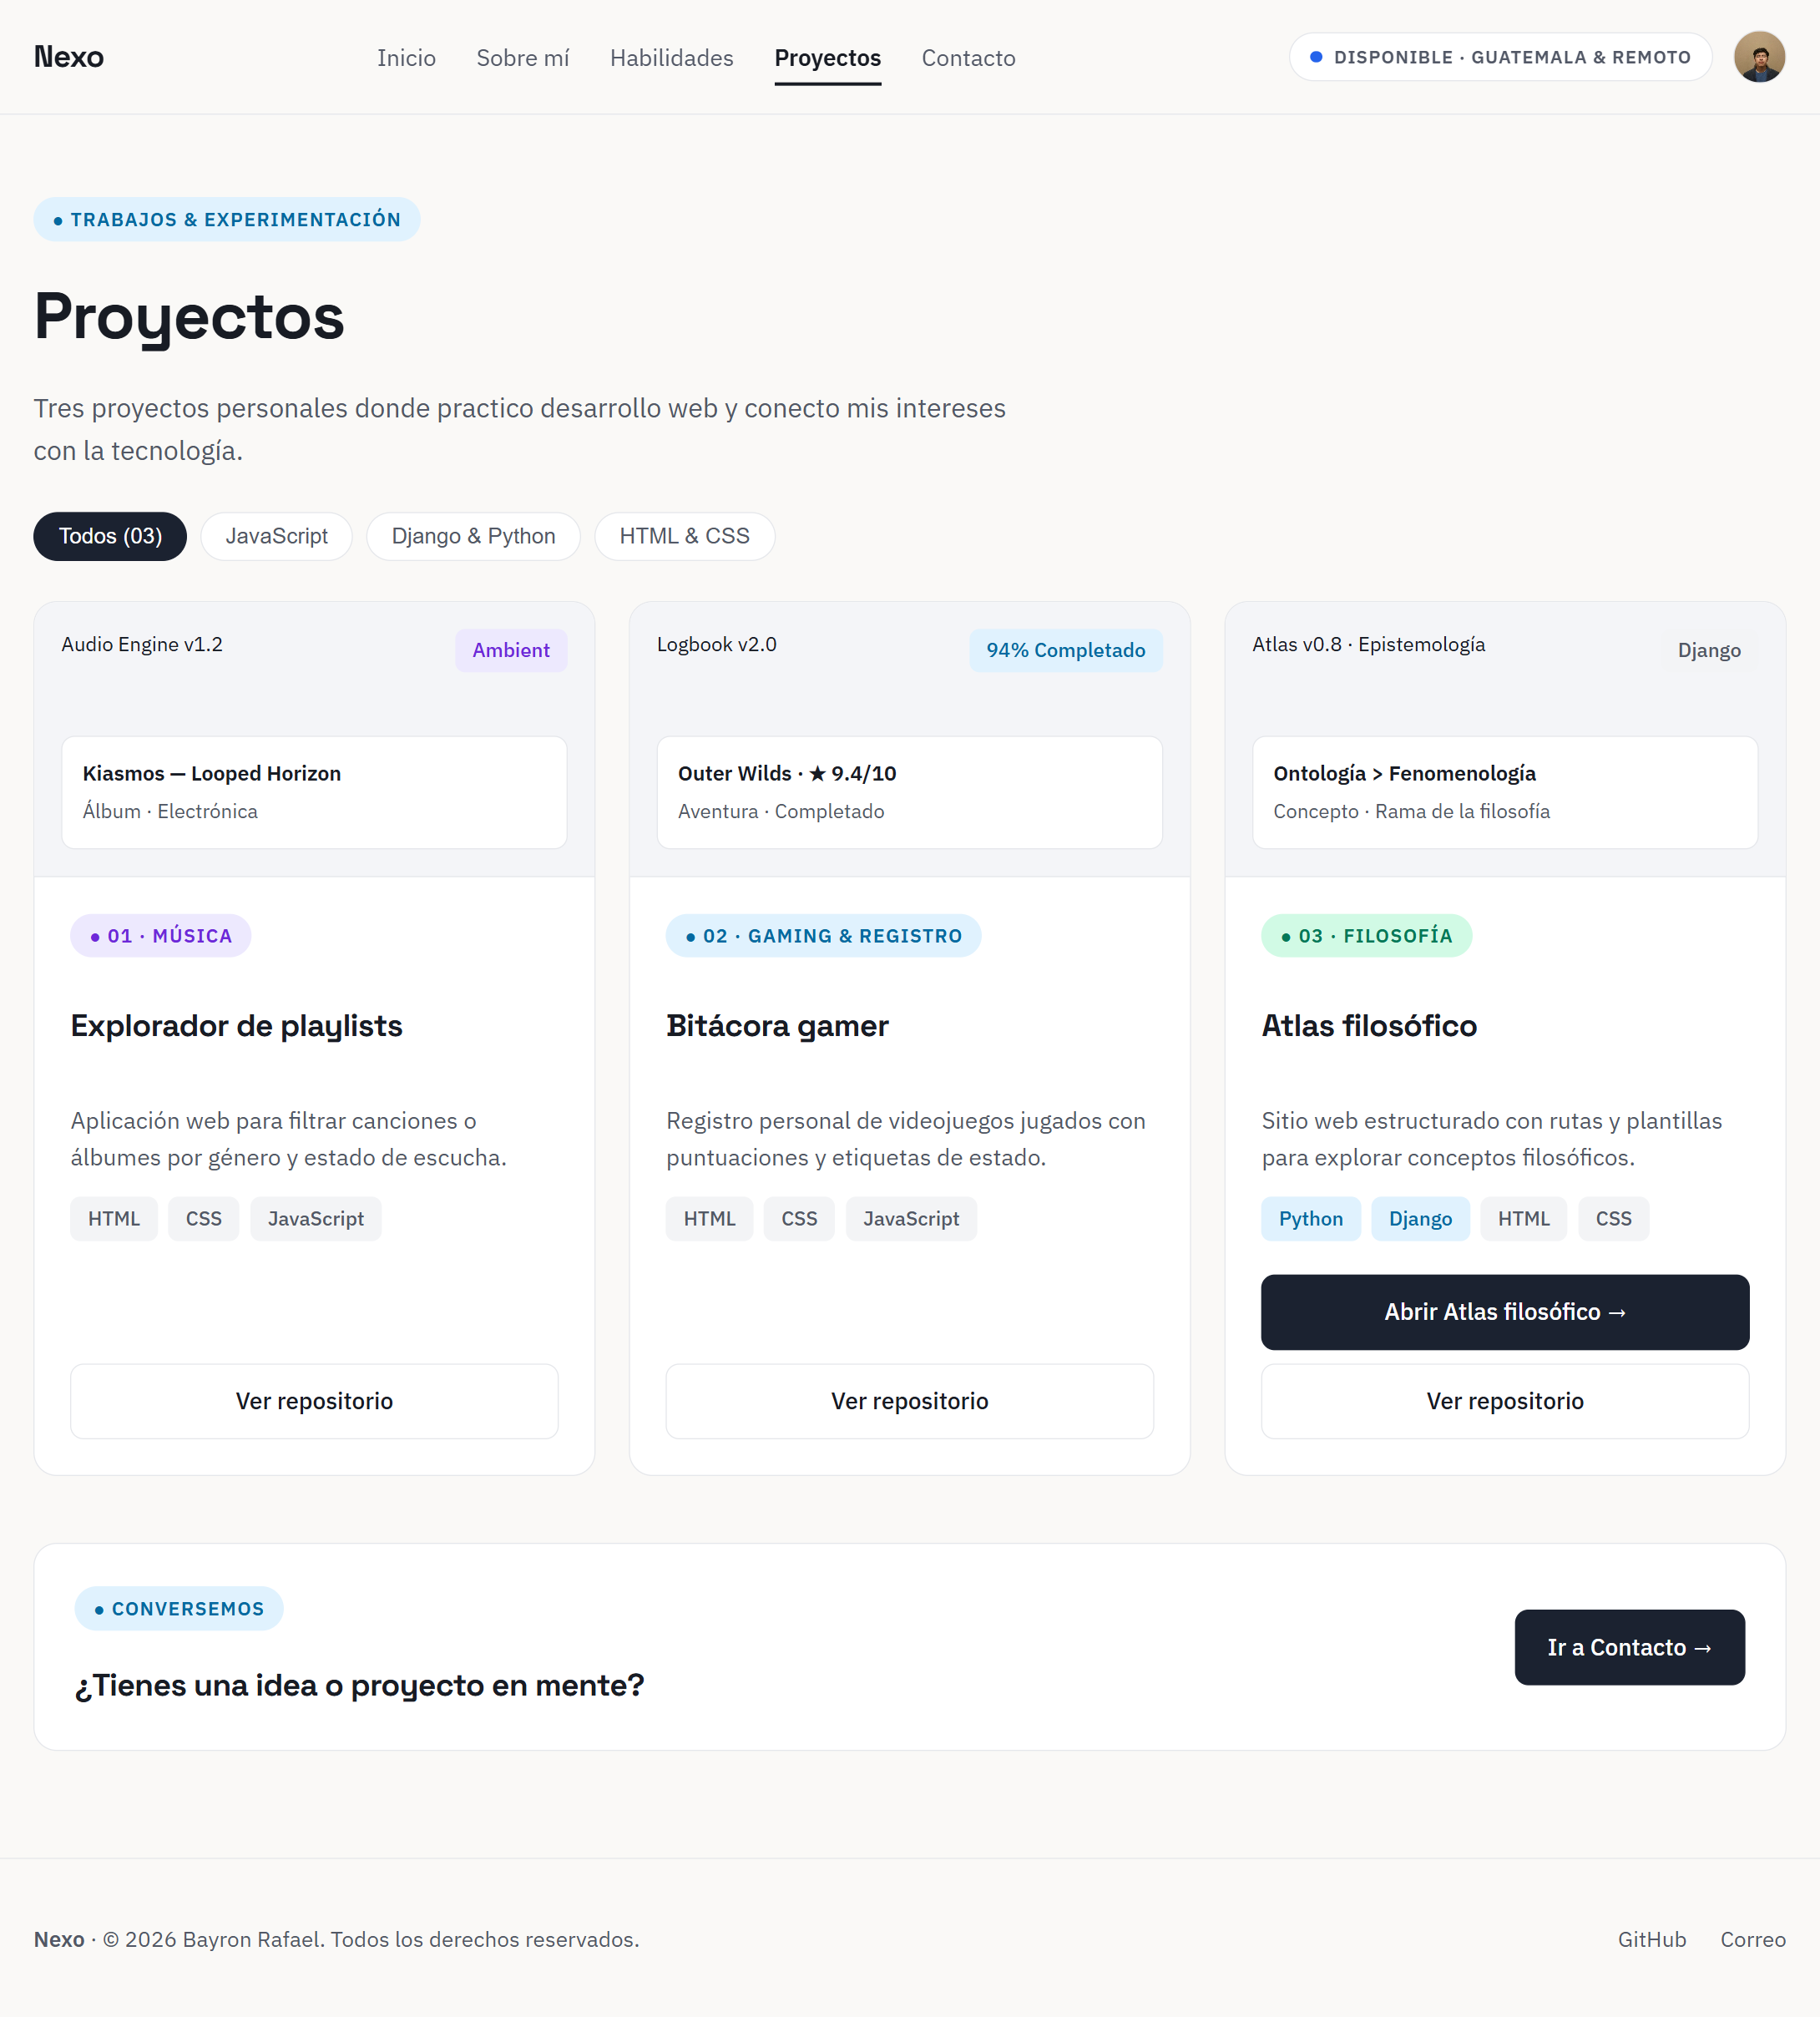 Nexo
Inicio
Sobre mí
Habilidades
Proyectos
Contacto
DISPONIBLE · GUATEMALA & REMOTO
● TRABAJOS & EXPERIMENTACIÓN
Proyectos
Tres proyectos personales donde practico desarrollo web y conecto mis intereses
con la tecnología.
Todos (03)
JavaScript
Django & Python
HTML & CSS
Audio Engine v1.2
Ambient
Kiasmos — Looped Horizon
Álbum · Electrónica
● 01 · MÚSICA
Explorador de playlists
Aplicación web para filtrar canciones o
álbumes por género y estado de escucha.
HTML
CSS
JavaScript
Ver repositorio
Logbook v2.0
94% Completado
Outer Wilds · ★ 9.4/10
Aventura · Completado
● 02 · GAMING & REGISTRO
Bitácora gamer
Registro personal de videojuegos jugados con
puntuaciones y etiquetas de estado.
HTML
CSS
JavaScript
Ver repositorio
Atlas v0.8 · Epistemología
Django
Ontología > Fenomenología
Concepto · Rama de la filosofía
● 03 · FILOSOFÍA
Atlas filosófico
Sitio web estructurado con rutas y plantillas
para explorar conceptos filosóficos.
Python
Django
HTML
CSS
Abrir Atlas filosófico →
Ver repositorio
● CONVERSEMOS
¿Tienes una idea o proyecto en mente?
Ir a Contacto →
Nexo · © 2026 Bayron Rafael. Todos los derechos reservados.
GitHub
Correo